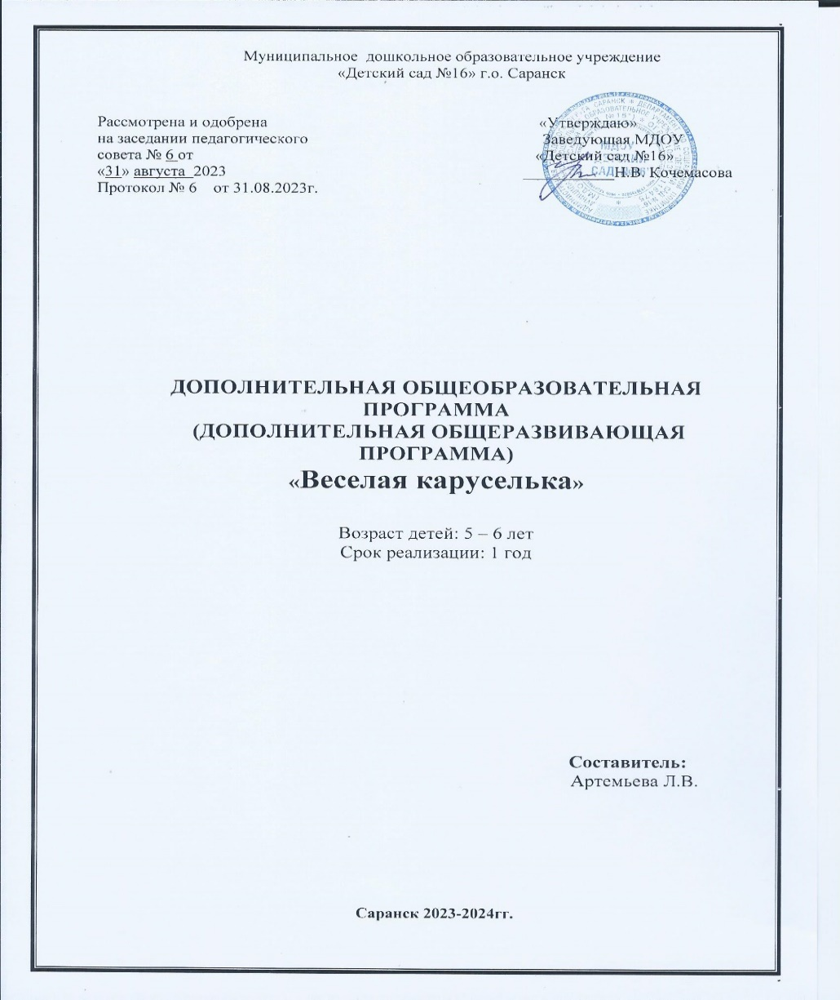 Муниципальное дошкольное образовательное учреждение
«Детский сад №16» г.о. Саранск
Рассмотрена и одобрена
на заседании педагогического
совета № 6 от
«31» августа 2023
Протокол № 6 от 31.08.2023г.
«Утверждаю»
Заведующая МДОУ
«Детский сад №16»
Н.В. Кочемасова
ДОПОЛНИТЕЛЬНАЯ ОБЩЕОБРАЗОВАТЕЛЬНАЯ
ПРОГРАММА
(ДОПОЛНИТЕЛЬНАЯ ОБЩЕРАЗВИВАЮЩАЯ
ПРОГРАММА)
«Веселая каруселька»
Возраст детей: 5 – 6 лет
Срок реализации: 1 год
Составитель:
Артемьева Л.В.
Саранск 2023-2024гг.